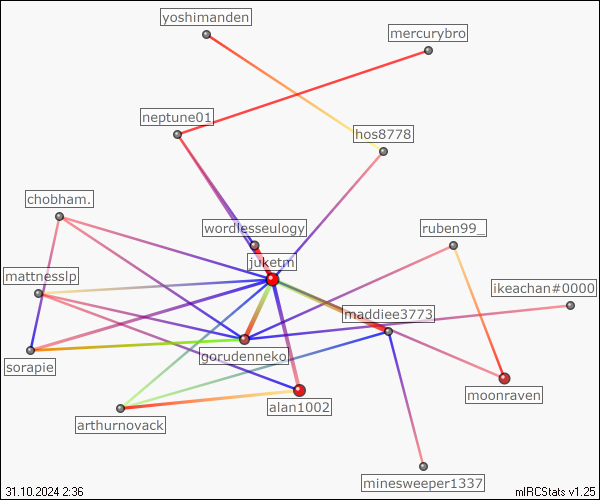 yoshimanden
mercurybro
neptune01
hos8778
chobham.
wordlesseulogy
ruben99_
juketm
mattnesslp
ikeachan#0000
maddiee3773
gorudenneko
sorapie
moonraven
alan1002
arthurnovack
minesweeper1337
31.10.2024 2:36
mIRCStats v1.25